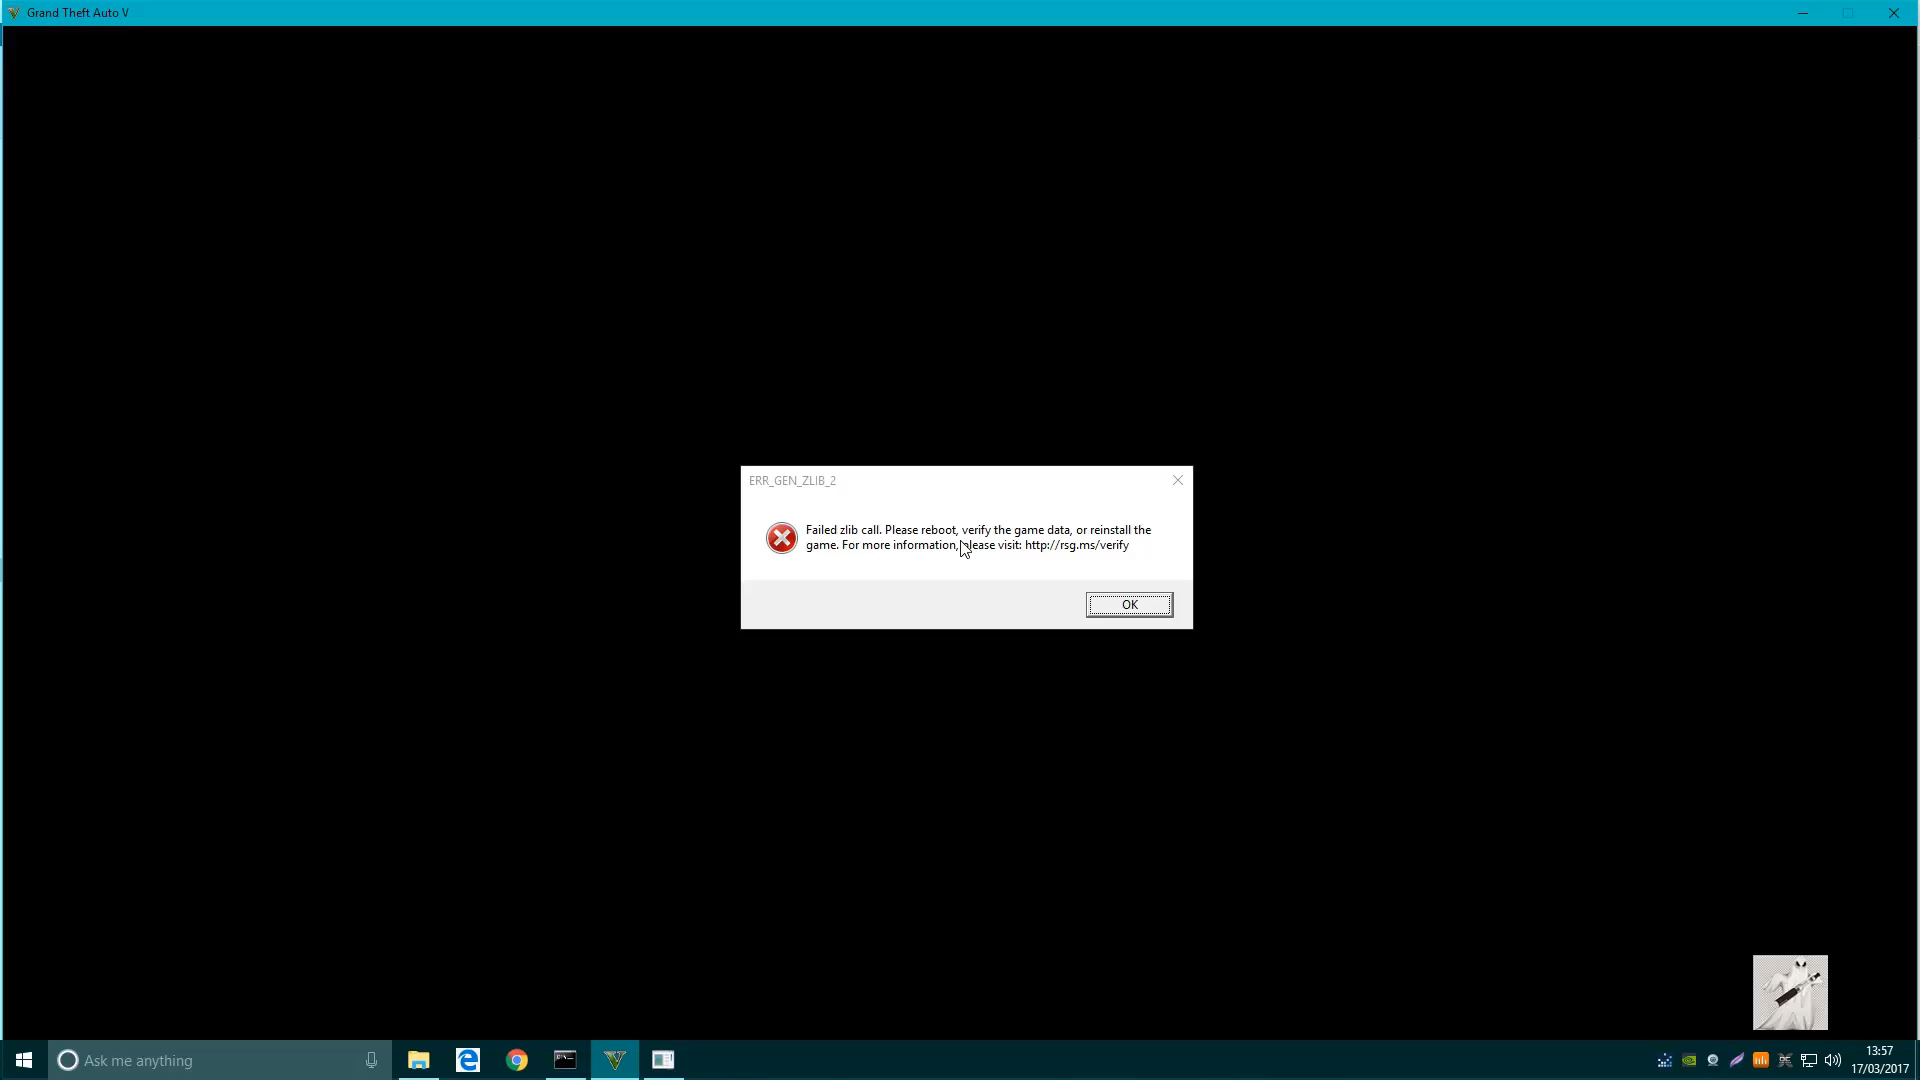 Grand Theft Auto V
ERR_GEN_ZLIB_2
Failed zlib call. Please reboot, verify the game data, or reinstall the
game. For more information, please visit: http://rsg.ms/verify
OK
Ask me anything
13:57
17/03/2017